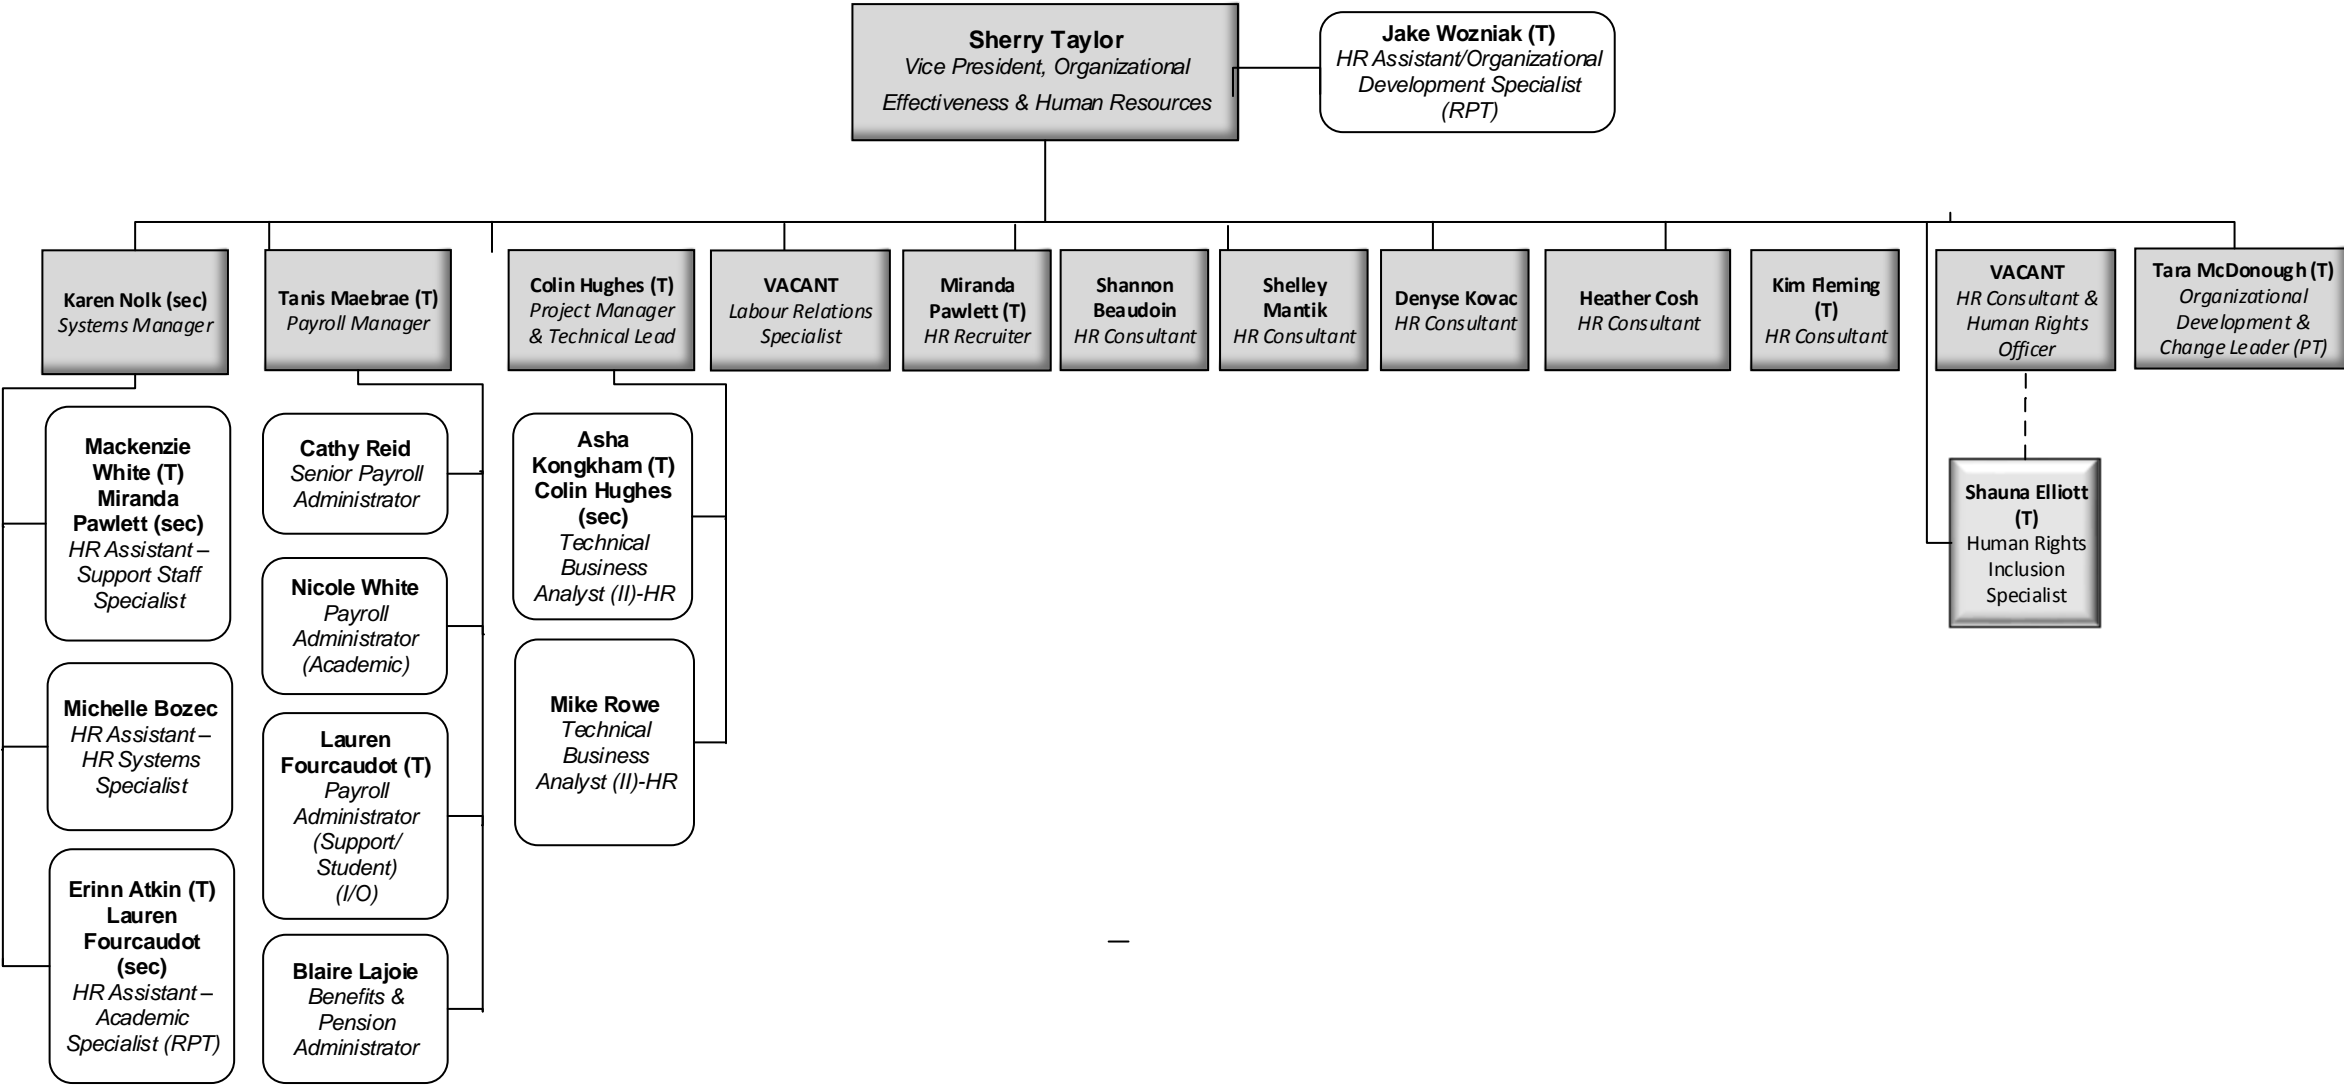 Sherry Taylor
Vice President, Organizational
Effectiveness & Human Resources
Jake Wozniak (T)
HR Assistant/Organizational
Development Specialist
(RPT)
Karen Nolk (sec)
Systems Manager
Tanis Maebrae (T)
Payroll Manager
Colin Hughes (T)
Project Manager
& Technical Lead
VACANT
Labour Relations
Specialist
Miranda
Pawlett (T)
HR Recruiter
Shannon
Beaudoin
HR Consultant
Shelley
Mantik
HR Consultant
Denyse Kovac
HR Consultant
Heather Cosh
HR Consultant
Kim Fleming
(T)
HR Consultant
VACANT
HR Consultant &
Human Rights
Officer
Tara McDonough (T)
Organizational
Development &
Change Leader (PT)
Mackenzie
White (T)
Miranda
Pawlett (sec)
HR Assistant –
Support Staff
Specialist
Michelle Bozec
HR Assistant –
HR Systems
Specialist
Erinn Atkin (T)
Lauren
Fourcaudot
(sec)
HR Assistant –
Academic
Specialist (RPT)
Cathy Reid
Senior Payroll
Administrator
Nicole White
Payroll
Administrator
(Academic)
Lauren
Fourcaudot (T)
Payroll
Administrator
(Support/
Student)
(I/O)
Blaire Lajoie
Benefits &
Pension
Administrator
Asha
Kongkham (T)
Colin Hughes
(sec)
Technical
Business
Analyst (II)-HR
Mike Rowe
Technical
Business
Analyst (II)-HR
Shauna Elliott
(T)
Human Rights
Inclusion
Specialist